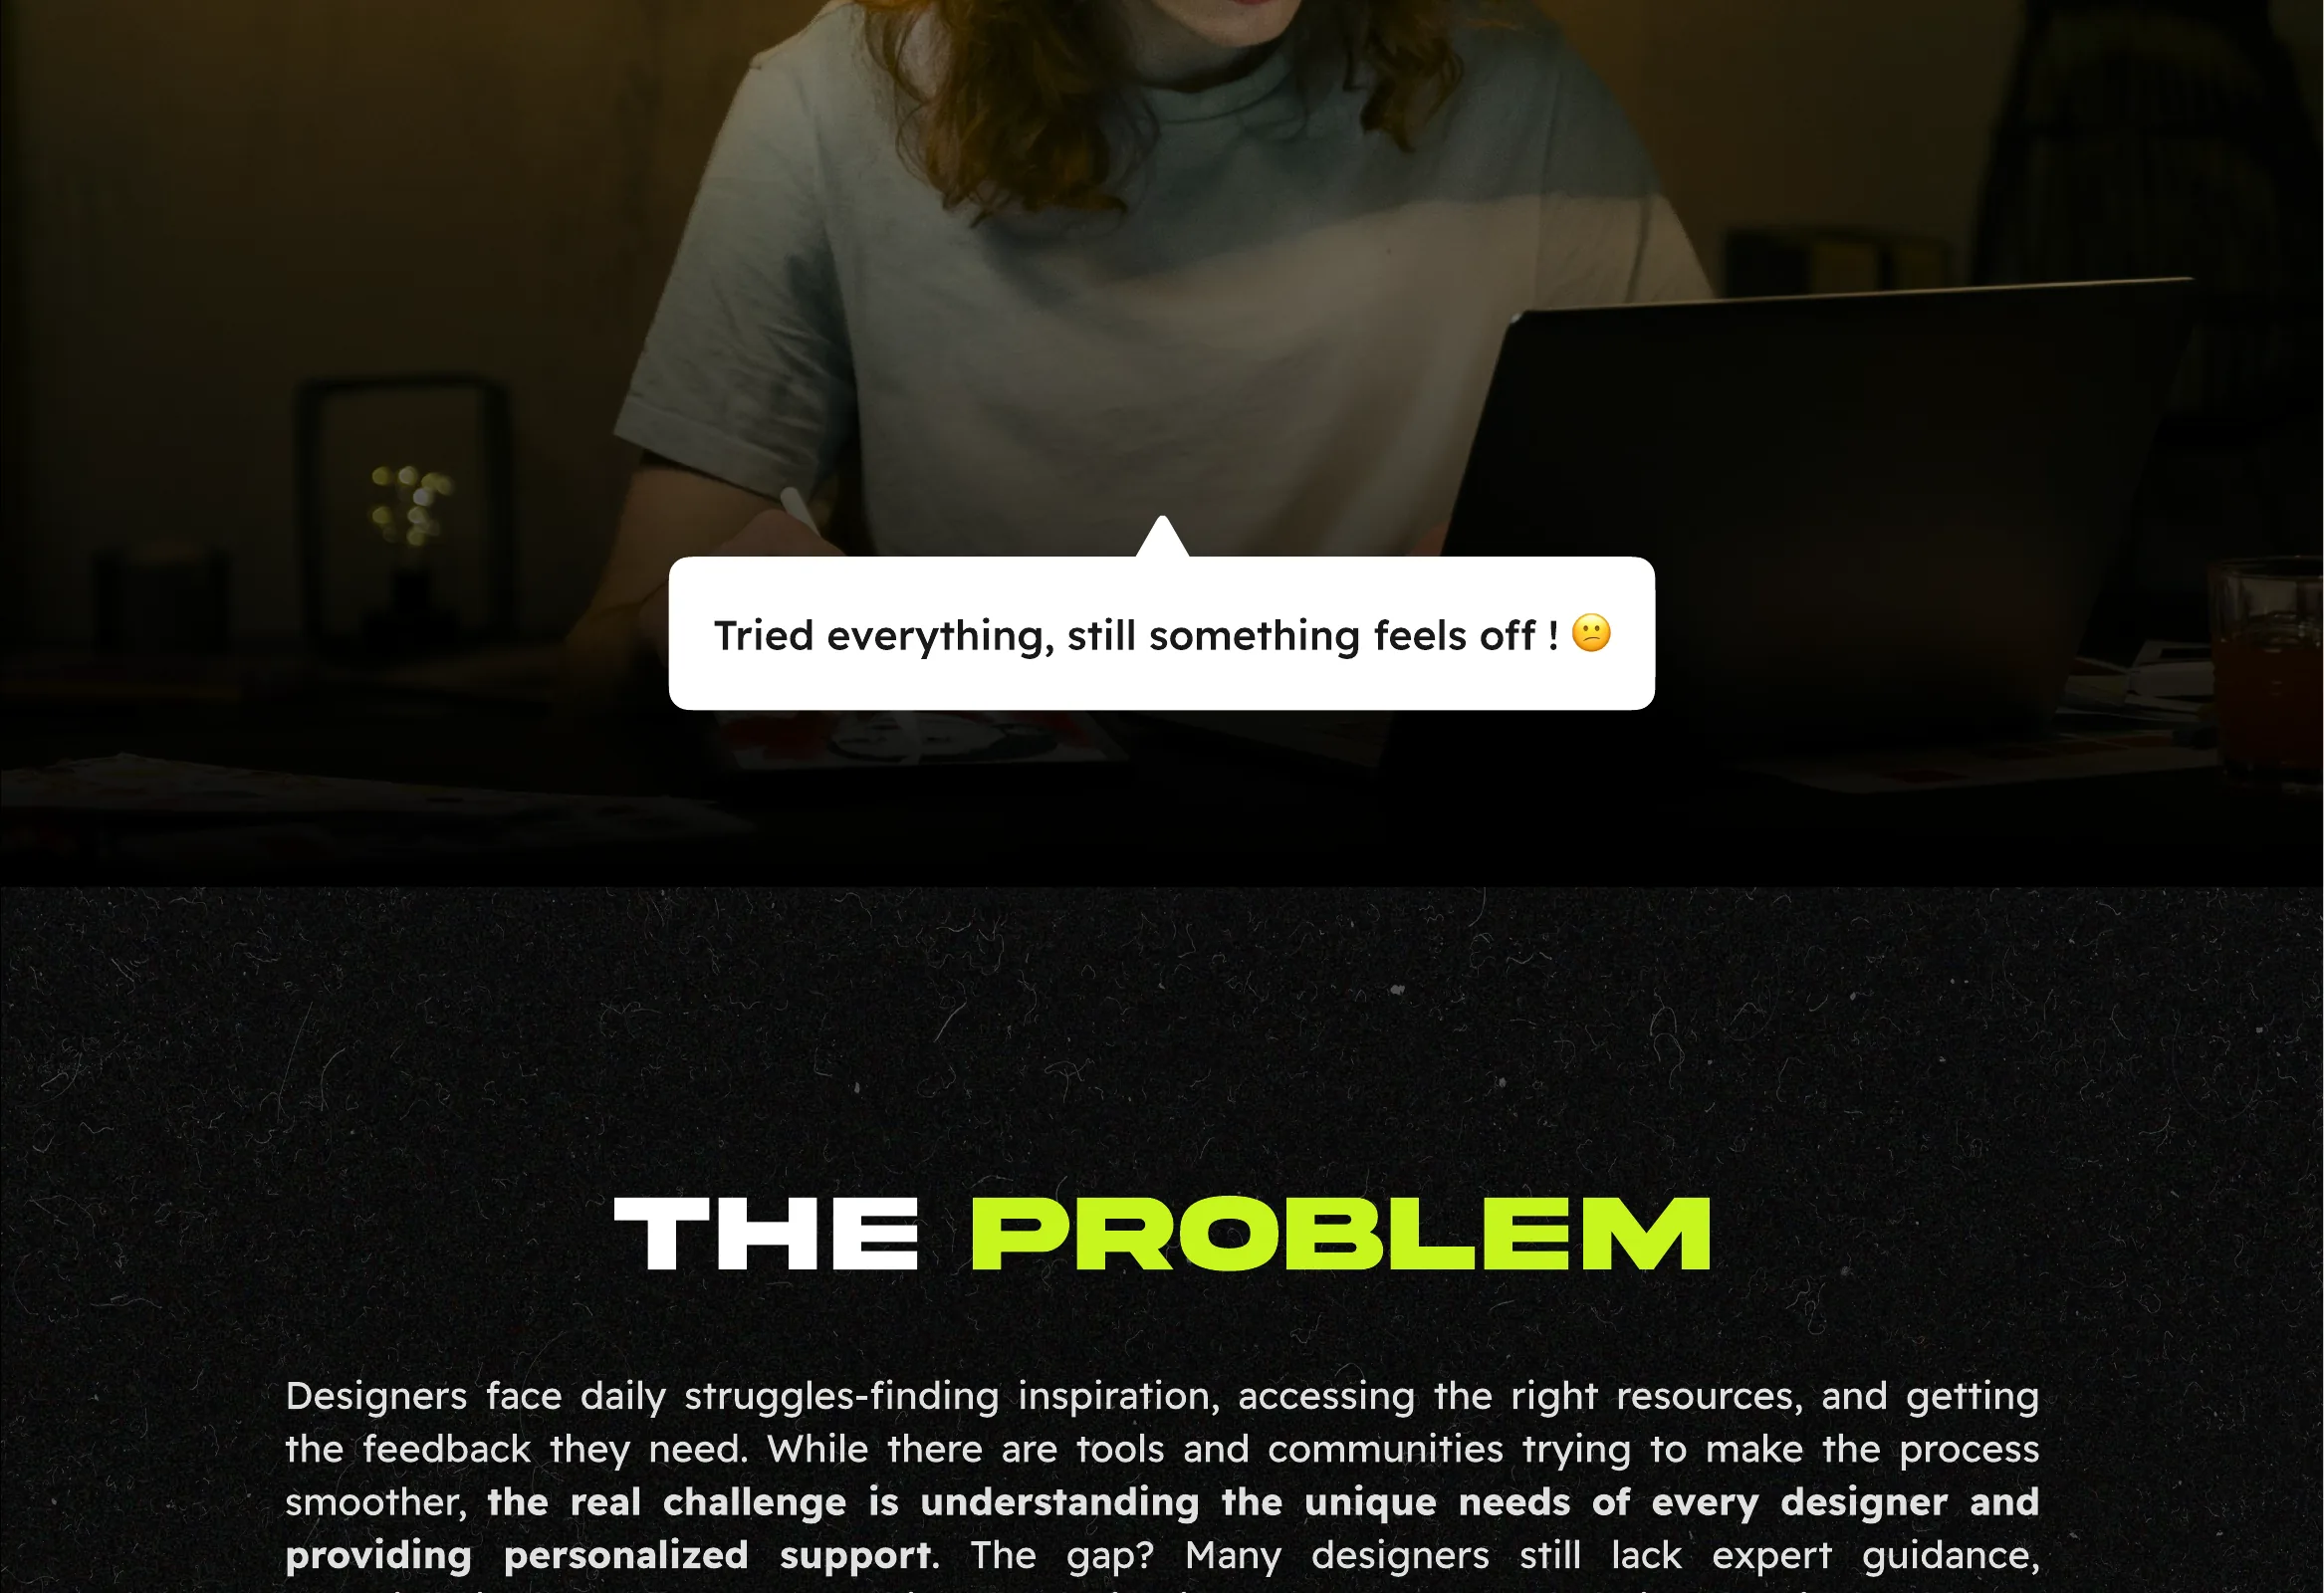 Tried everything, still something feels off ! 😕
THE PROBLEM
Designers face daily struggles-finding inspiration, accessing the right resources, and getting
the feedback they need. While there are tools and communities trying to make the process
smoother, the real challenge is understanding the unique needs of every designer and
providing personalized support. The gap? Many designers still lack expert guidance,